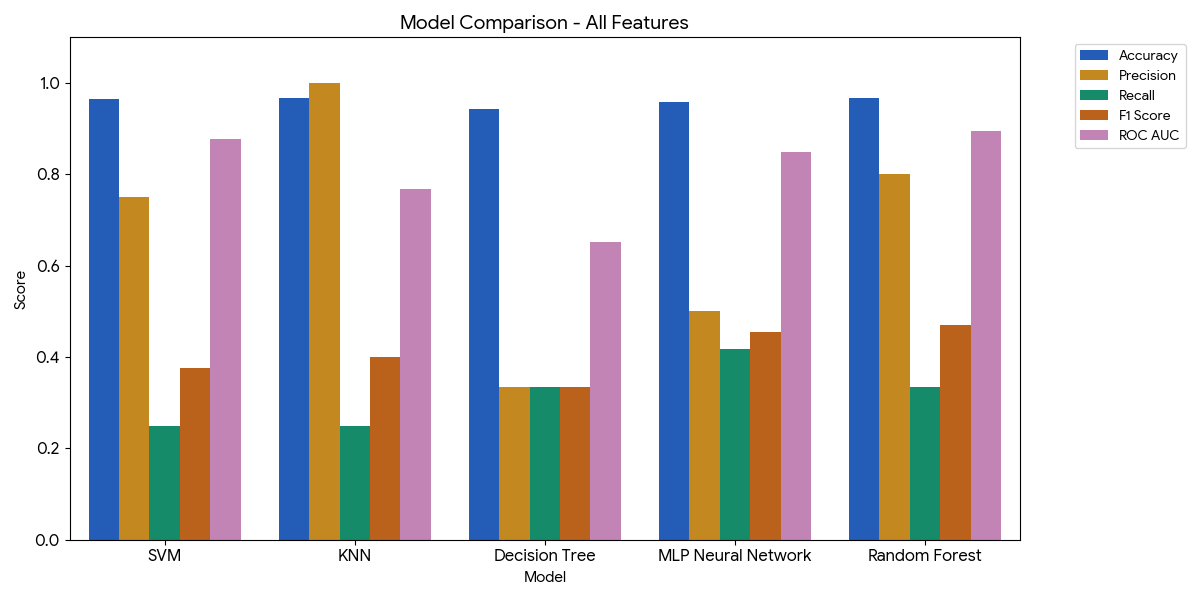 Model Comparison - All Features
Accuracy
Precision
Recall
F1 Score
ROC AUC
Score
1.0
0.8
0.6
0.4
0.2
0.0
SVM
KNN
Decision Tree
MLP Neural Network
Random Forest
Model